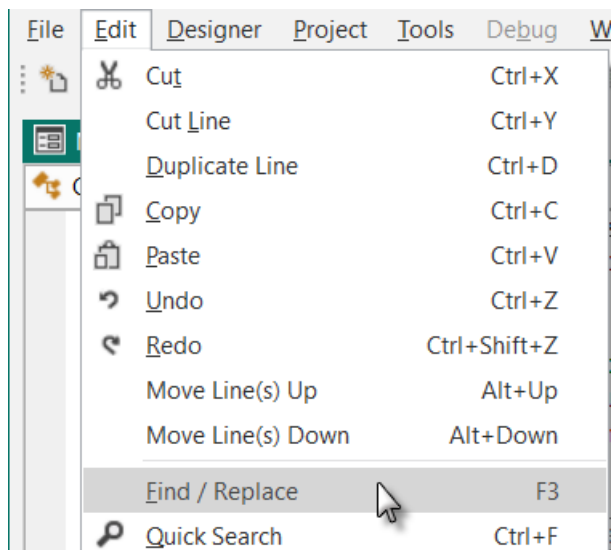 File Edit Designer Project Tools Debug W
Cut Ctrl+X
Cut Line Ctrl+Y
Duplicate Line Ctrl+D
Copy Ctrl+C
Paste Ctrl+V
Undo Ctrl+Z
Redo Ctrl+Shift+Z
Move Line(s) Up Alt+Up
Move Line(s) Down Alt+Down
Find / Replace F3
Quick Search Ctrl+F